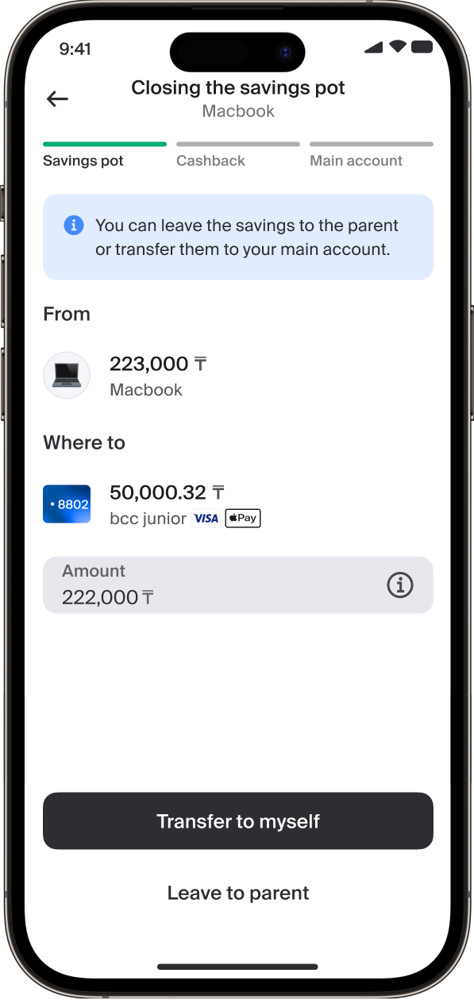 9:41
Closing the savings pot
Macbook
Savings pot
Cashback
Main account
You can leave the savings to the parent
or transfer them to your main account.
From
223,000 ₸
Macbook
Where to
• 8802
50,000.32 ₸
bcc junior VISA Pay
Amount
222,000 ₸
Transfer to myself
Leave to parent